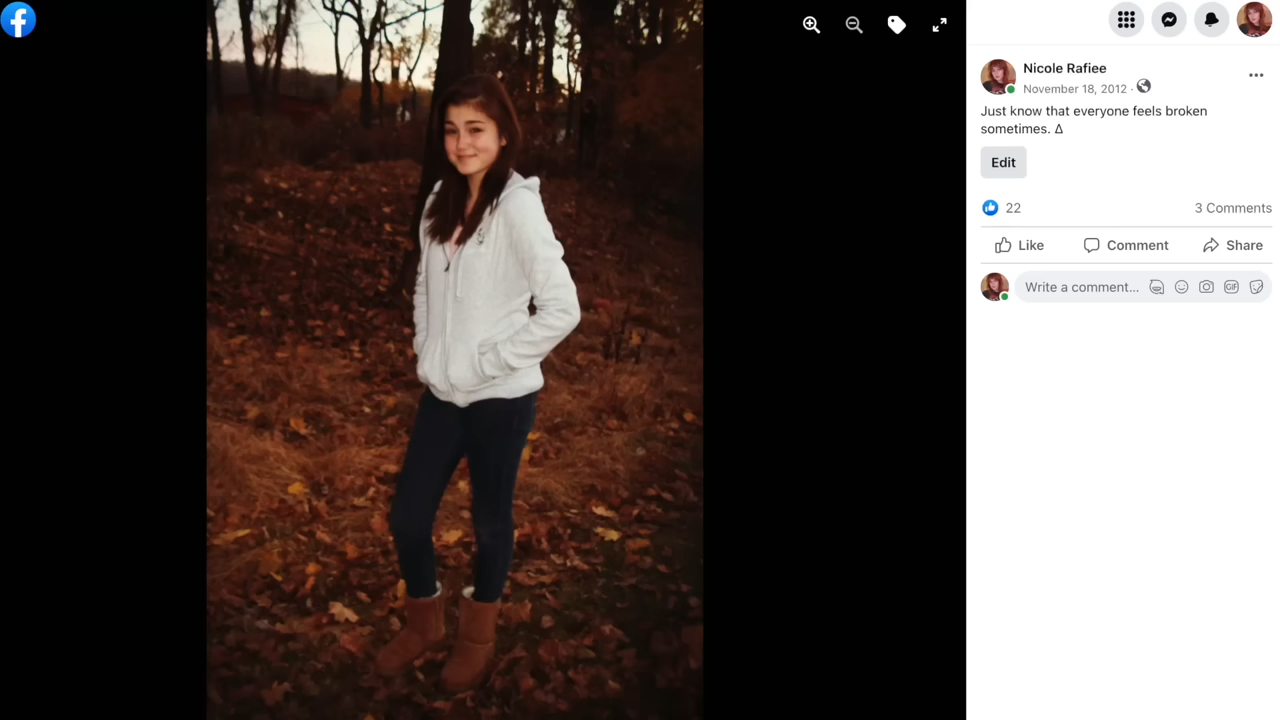 f
Nicole Rafiee
November 18, 2012 ·
Just know that everyone feels broken
sometimes. Δ
Edit
22
3 Comments
Like
Comment
Share
Write a comment...
GIF